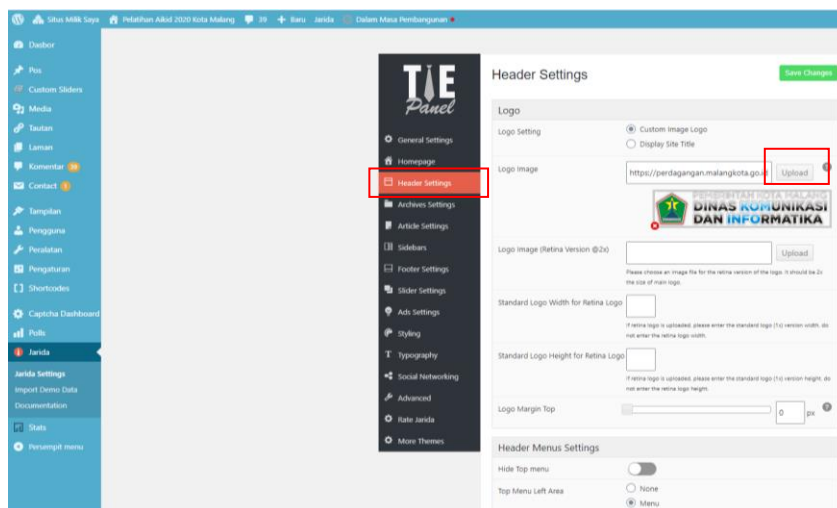 Situs Milik Saya Pelatihan Aikid 2020 Kota Malang 39 Baru Jarida Dalam Masa Pembangunan
Dasbor
Pos
Custom Sliders
Media
Tautan
Laman
Komentar 39
Contact 1
Tampilan
Pengguna
Peralatan
Pengaturan
Shortcodes
Captcha Dashboard
Polls
Jarida
Jarida Settings
Import Demo Data
Documentation
Stats
Persempit menu
TIE
Panel
General Settings
Homepage
Header Settings
Archives Settings
Article Settings
Sidebars
Footer Settings
Slider Settings
Ads Settings
Styling
Typography
Social Networking
Advanced
Rate Jarida
More Themes
Header Settings
Save Changes
Logo
Logo Setting
Custom Image Logo
Display Site Title
Logo Image
https://perdagangan.malangkota.go.id
Upload
PEMERINTAH KOTA MALANG
DINAS KOMUNIKASI
DAN INFORMATIKA
Logo Image (Retina Version @2x)
Upload
Please choose an image file for the retina version of the logo. It should be 2x
the size of main logo.
Standard Logo Width for Retina Logo
If retina logo is uploaded, please enter the standard logo (1x) version width, do
not enter the retina logo width.
Standard Logo Height for Retina Logo
If retina logo is uploaded, please enter the standard logo (1x) version height, do
not enter the retina logo height.
Logo Margin Top
0 px
Header Menus Settings
Hide Top menu
Top Menu Left Area
None
Menu